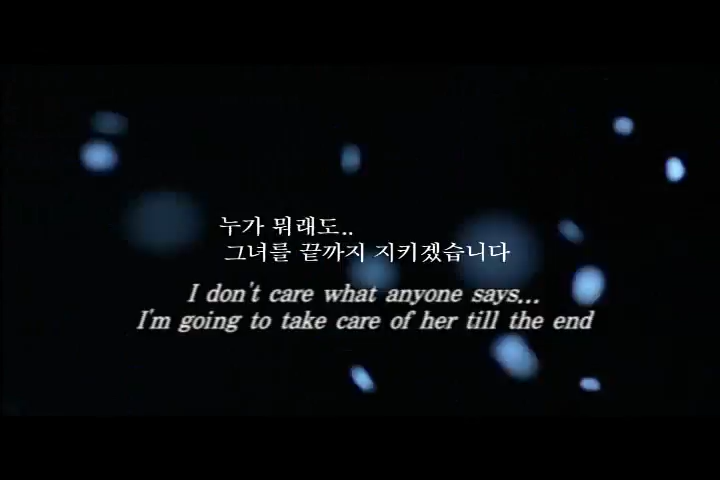 누가 뭐래도..
그녀를 끝까지 지키겠습니다
I don't care what anyone says...
I'm going to take care of her till the end